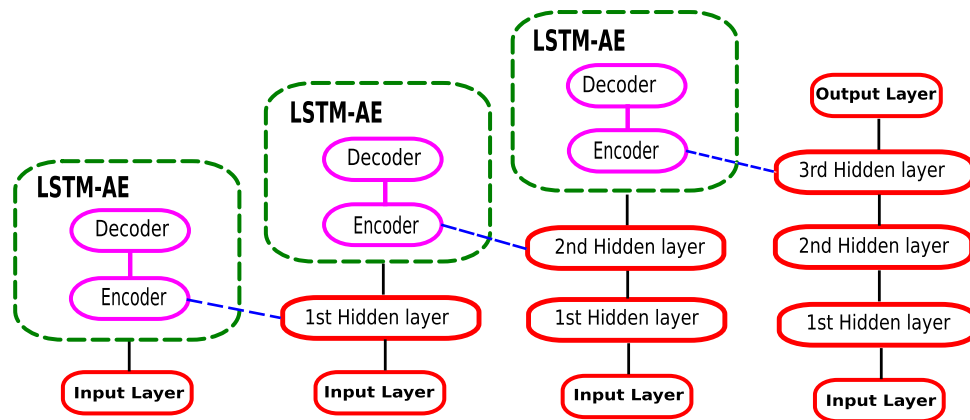 LSTM-AE
Decoder
Encoder
Input Layer
LSTM-AE
Decoder
Encoder
1st Hidden layer
Input Layer
LSTM-AE
Decoder
Encoder
2nd Hidden layer
1st Hidden layer
Input Layer
Output Layer
3rd Hidden layer
2nd Hidden layer
1st Hidden layer
Input Layer